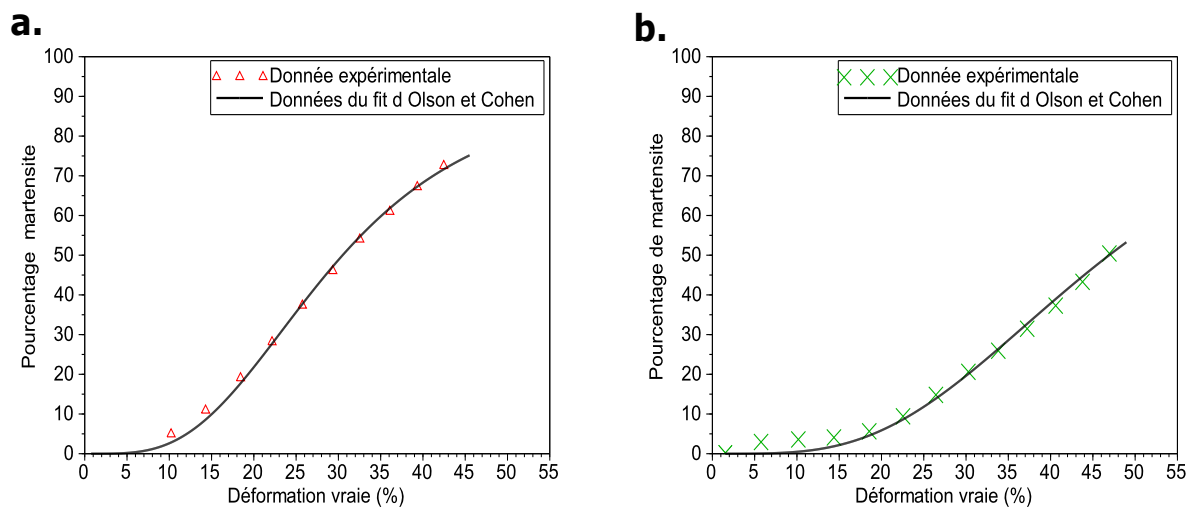 a.
Donnée expérimentale
Données du fit d Olson et Cohen
Pourcentage martensite
100
90
80
70
60
50
40
30
20
10
0
0 5 10 15 20 25 30 35 40 45 50 55
Déformation vraie (%)
b.
Donnée expérimentale
Données du fit d Olson et Cohen
Pourcentage de martensite
100
90
80
70
60
50
40
30
20
10
0
0 5 10 15 20 25 30 35 40 45 50 55
Déformation vraie (%)